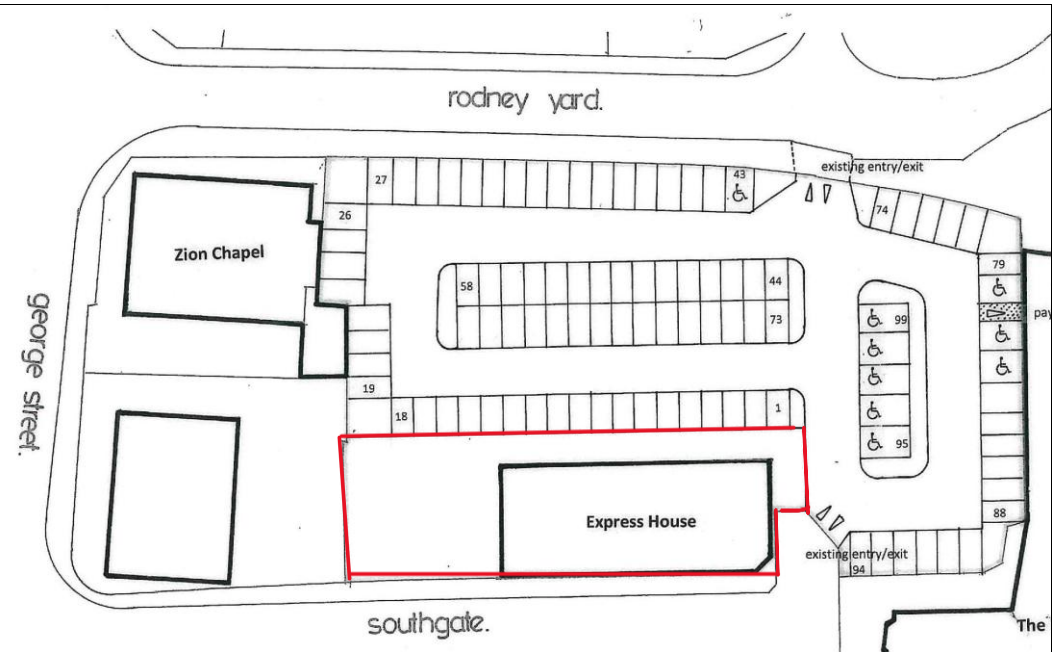 rodney yard.
existing entry/exit
27
43
74
26
Zion Chapel
79
58
44
pay
99
73
george street.
19
18
1
95
Express House
88
existing entry/exit
94
southgate.
The